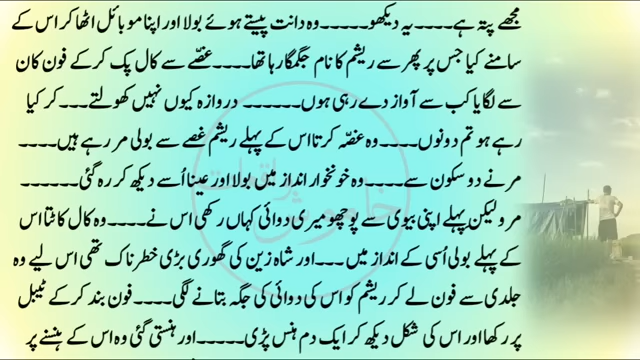 مجھے پتہ ہے۔۔۔۔یہ دیکھو۔۔۔۔۔وہ دانت پیستے ہوئے بولا اور اپنا موبائل اٹھا کر اس کے
سامنے کیا جس پر پھر سے ریشم کا نام جگمگا رہا تھا۔۔۔۔غصّے سے کال پک کر کے فون کان
سے لگایا کب سے آواز دے رہی ہوں۔۔۔۔۔۔ دروازہ کیوں نہیں کھولتے۔۔۔کر کیا
رہے ہو تم دونوں۔۔۔۔وہ غصّہ کرتا اس کے پہلے ریشم غصے سے بولی مر رہے ہیں۔۔۔۔
مرنے دو سکون سے۔۔۔۔وہ خونخوار انداز میں بولا اور عینا اُسے دیکھ کر رہ گئی۔۔۔۔۔۔
مرو لیکن پہلے اپنی بیوی سے پوچھو میری دوائی کہاں رکھی اس نے۔۔۔۔وہ کال کاٹتا اس
کے پہلے بولی اُسی کے انداز میں۔۔۔اور شاہ زین کی گھوری بڑی خطرناک تھی اس لیے وہ
جلدی سے فون لے کر ریشم کو اس کی دوائی کی جگہ بتانے لگی۔۔۔۔فون بند کر کے ٹیبل
پر رکھا اور اس کی شکل دیکھ کر ایک دم ہنس پڑی۔۔۔۔۔اور ہنستی گئی وہ اس کے ہنسنے پر